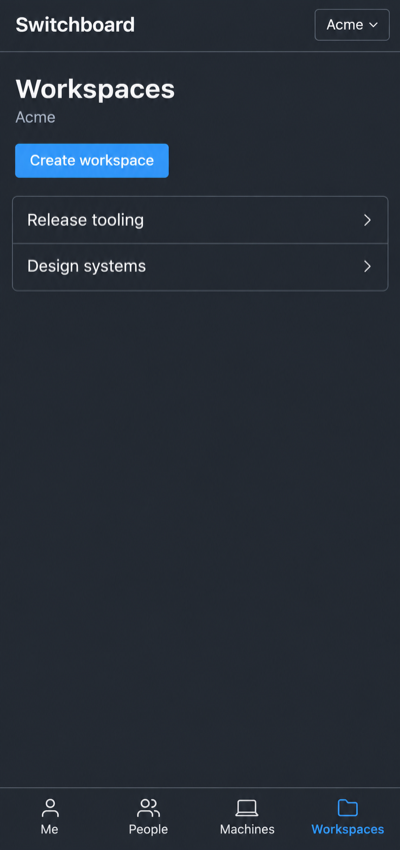 Switchboard
Acme
Workspaces
Acme
Create workspace
Release tooling
Design systems
Me
People
Machines
Workspaces